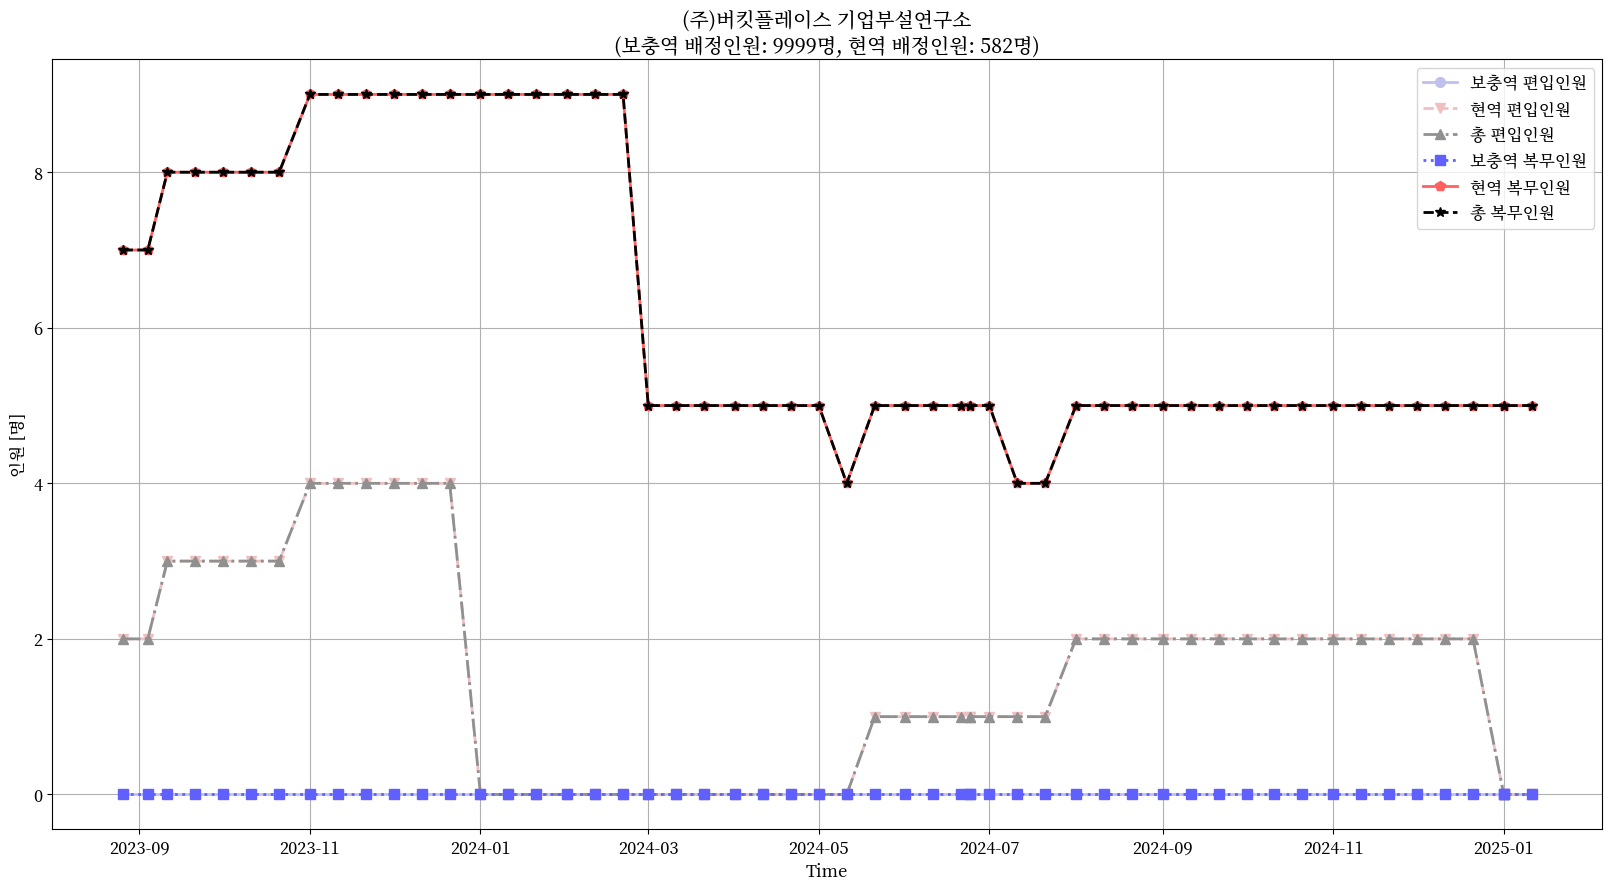 (주)버킷플레이스 기업부설연구소
(보충역 배정인원: 9999명, 현역 배정인원: 582명)
보충역 편입인원
현역 편입인원
총 편입인원
보충역 복무인원
현역 복무인원
총 복무인원
인원 [명]
8
6
4
2
0
2023-09
2023-11
2024-01
2024-03
2024-05
2024-07
2024-09
2024-11
2025-01
Time